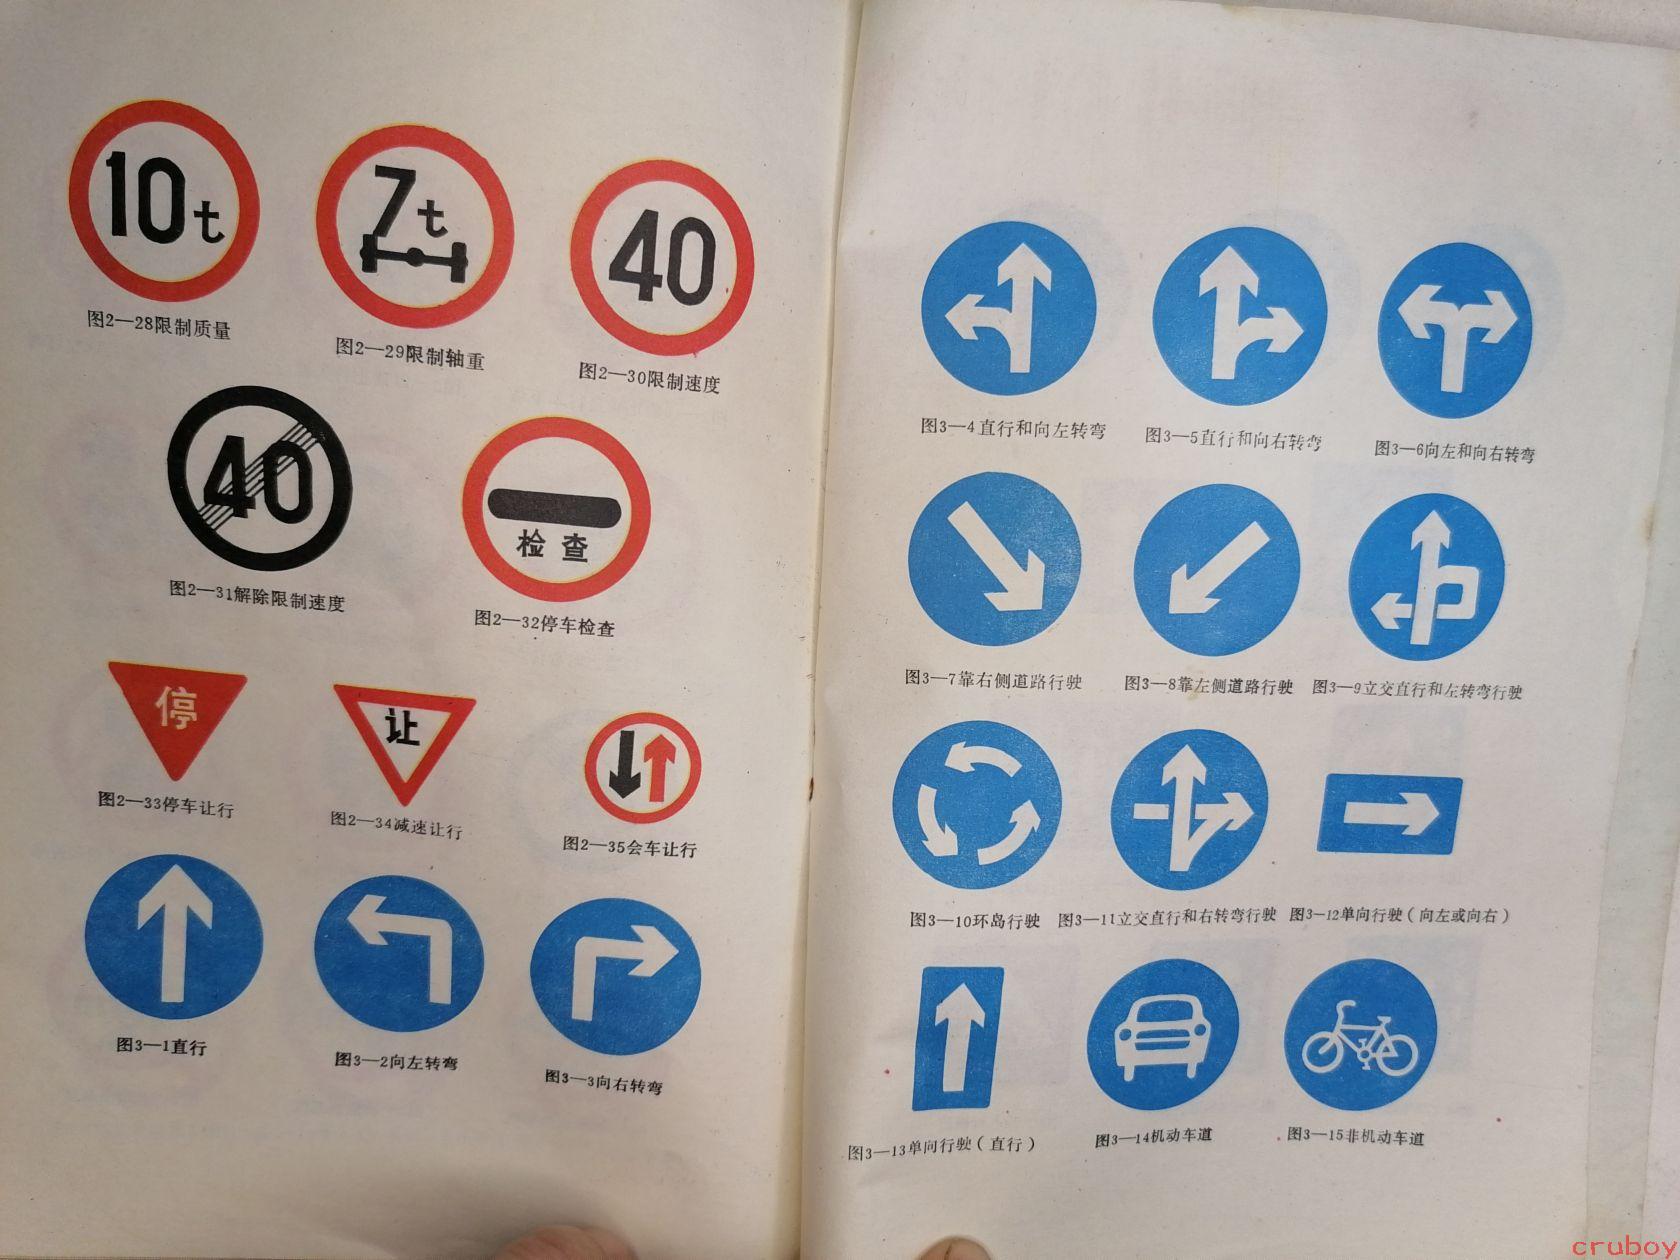 10t
7t
40
图2—28限制质量
图2—29限制轴重
图2—30限制速度
40
检查
图2—31解除限制速度
图2—32停车检查
停
让
图2—33停车让行
图2—34减速让行
图2—35会车让行
图3—1直行
图3—2向左转弯
图3—3向右转弯
图3—4直行和向左转弯
图3—5直行和向右转弯
图3—6向左和向右转弯
图3—7靠右侧道路行驶
图3—8靠左侧道路行驶
图3—9立交直行和左转弯行驶
图3—10环岛行驶
图3—11立交直行和右转弯行驶
图3—12单向行驶(向左或向右)
图3—13单向行驶(直行)
图3—14机动车道
图3—15非机动车道
cruboy